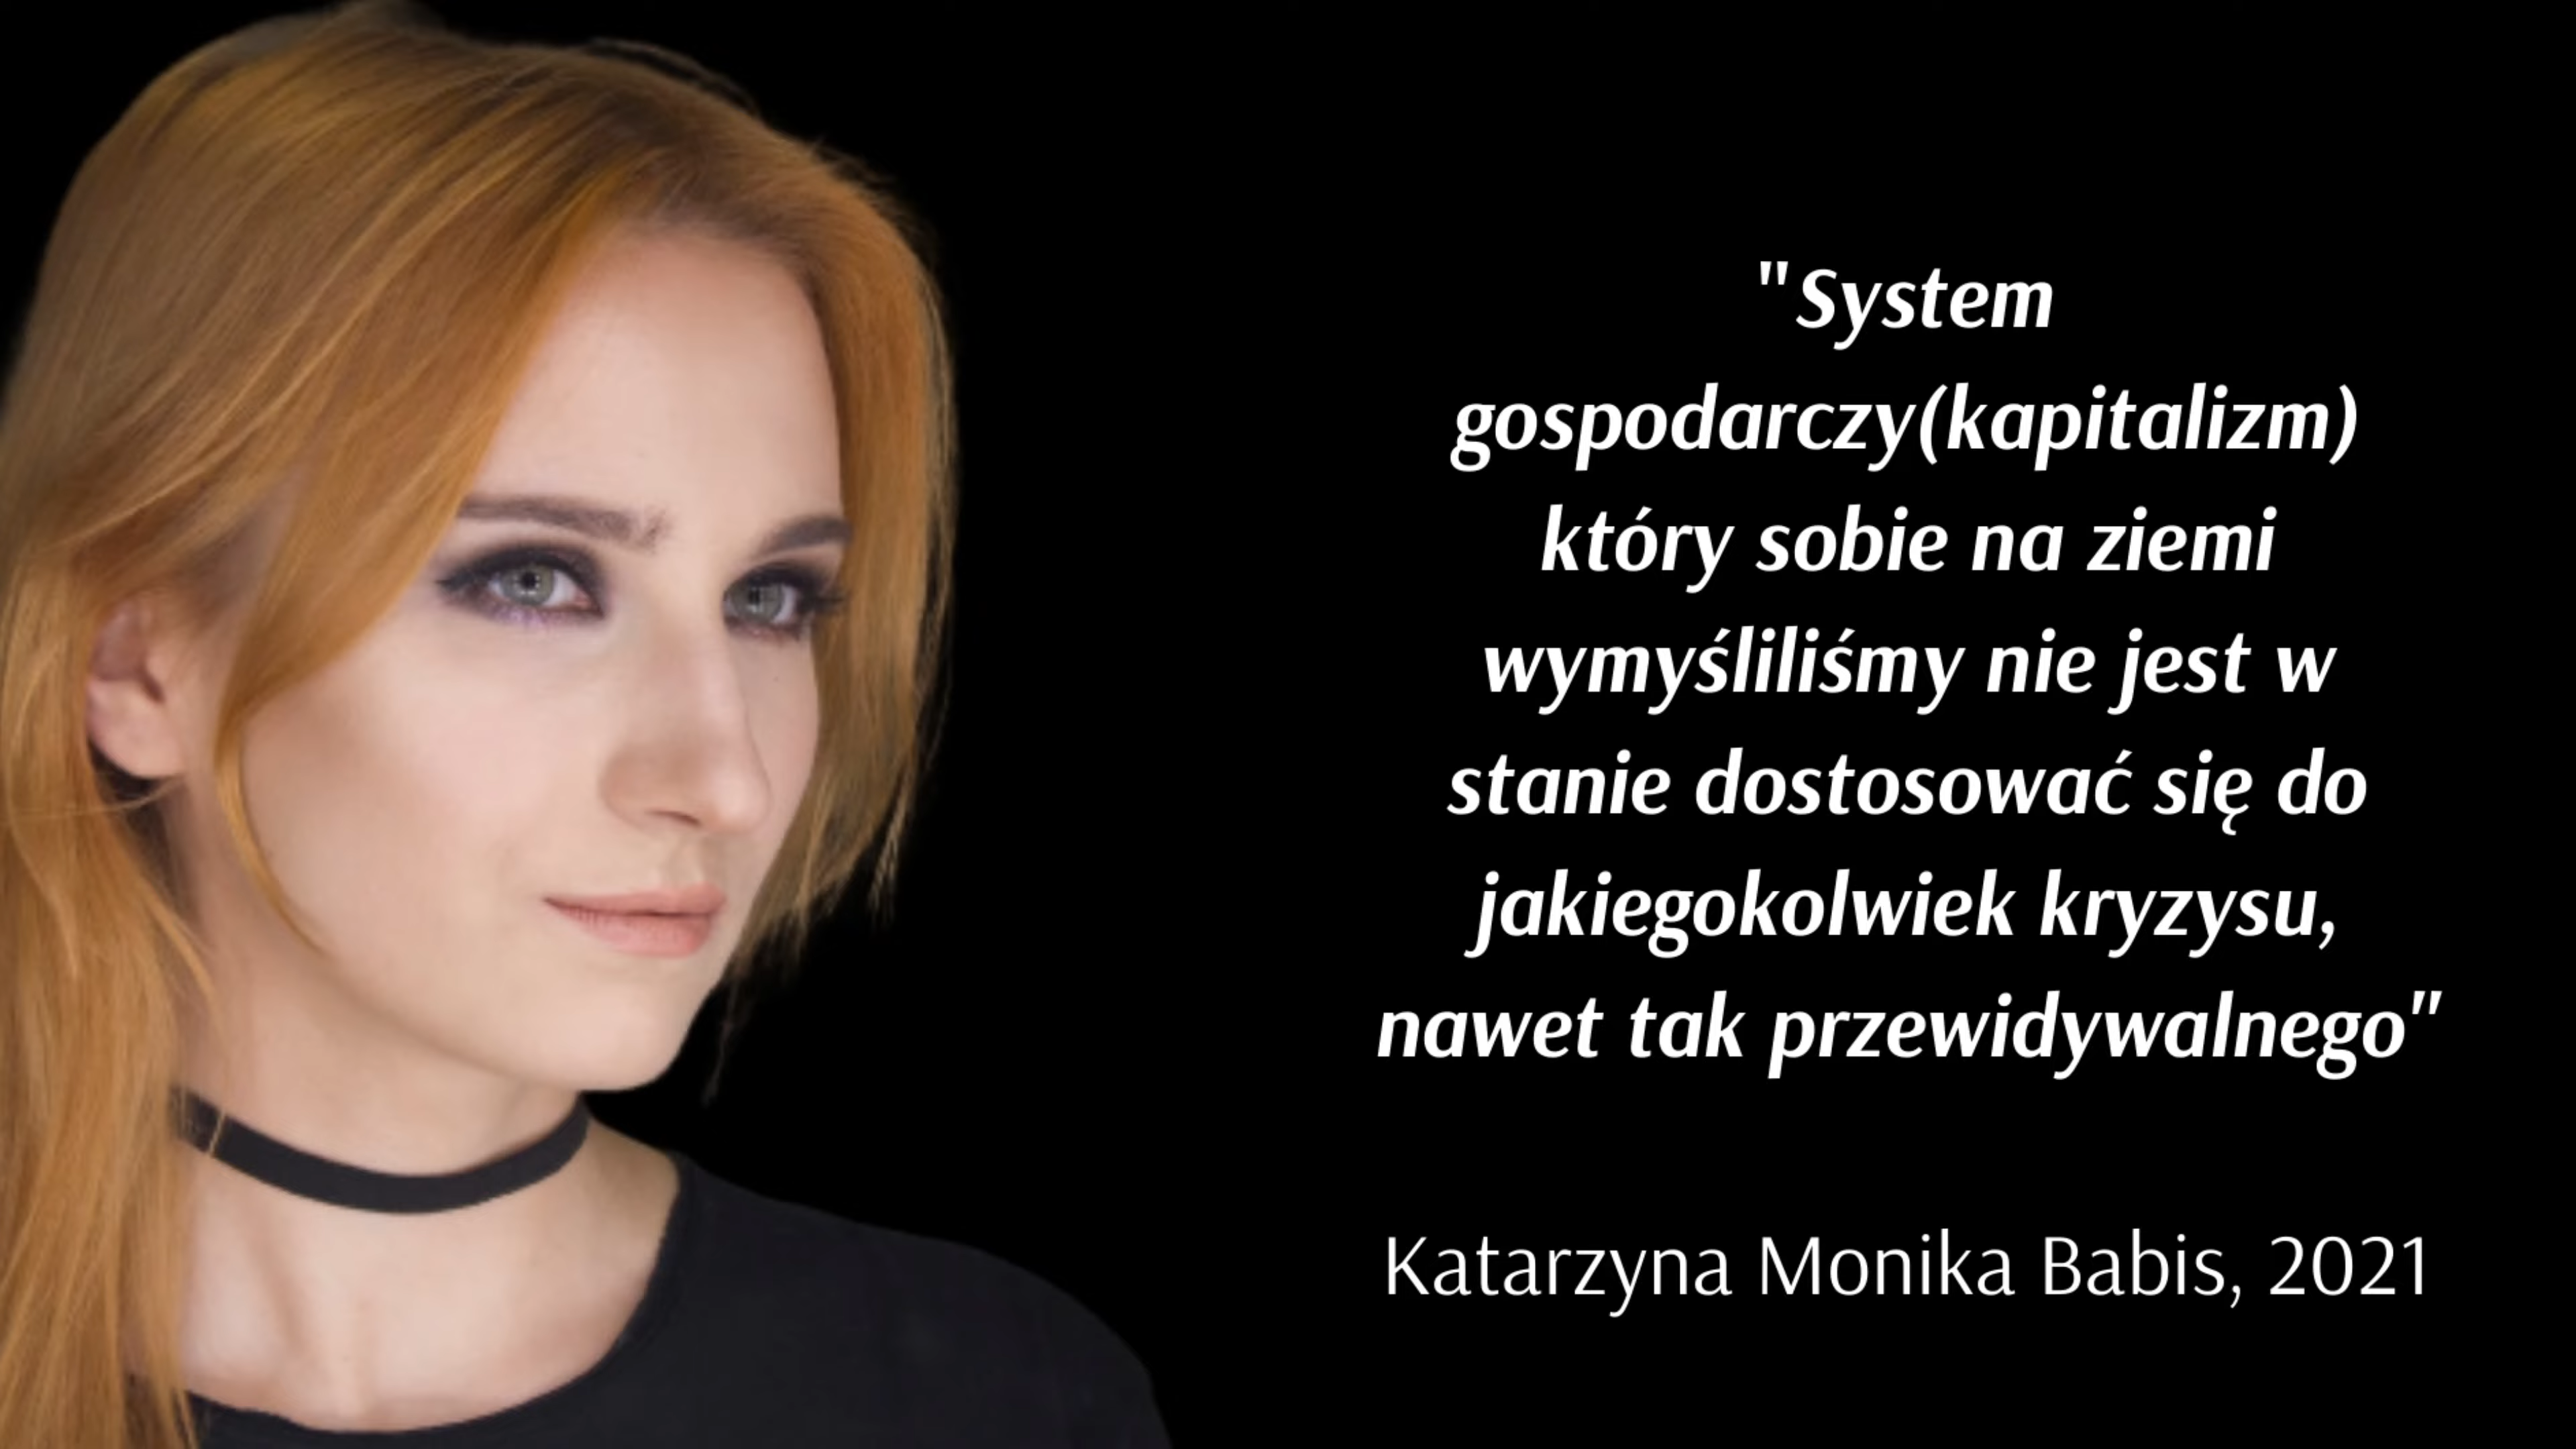 "System
gospodarczy(kapitalizm)
który sobie na ziemi
wymyśliliśmy nie jest w
stanie dostosować się do
jakiegokolwiek kryzysu,
nawet tak przewidywalnego"
Katarzyna Monika Babis, 2021